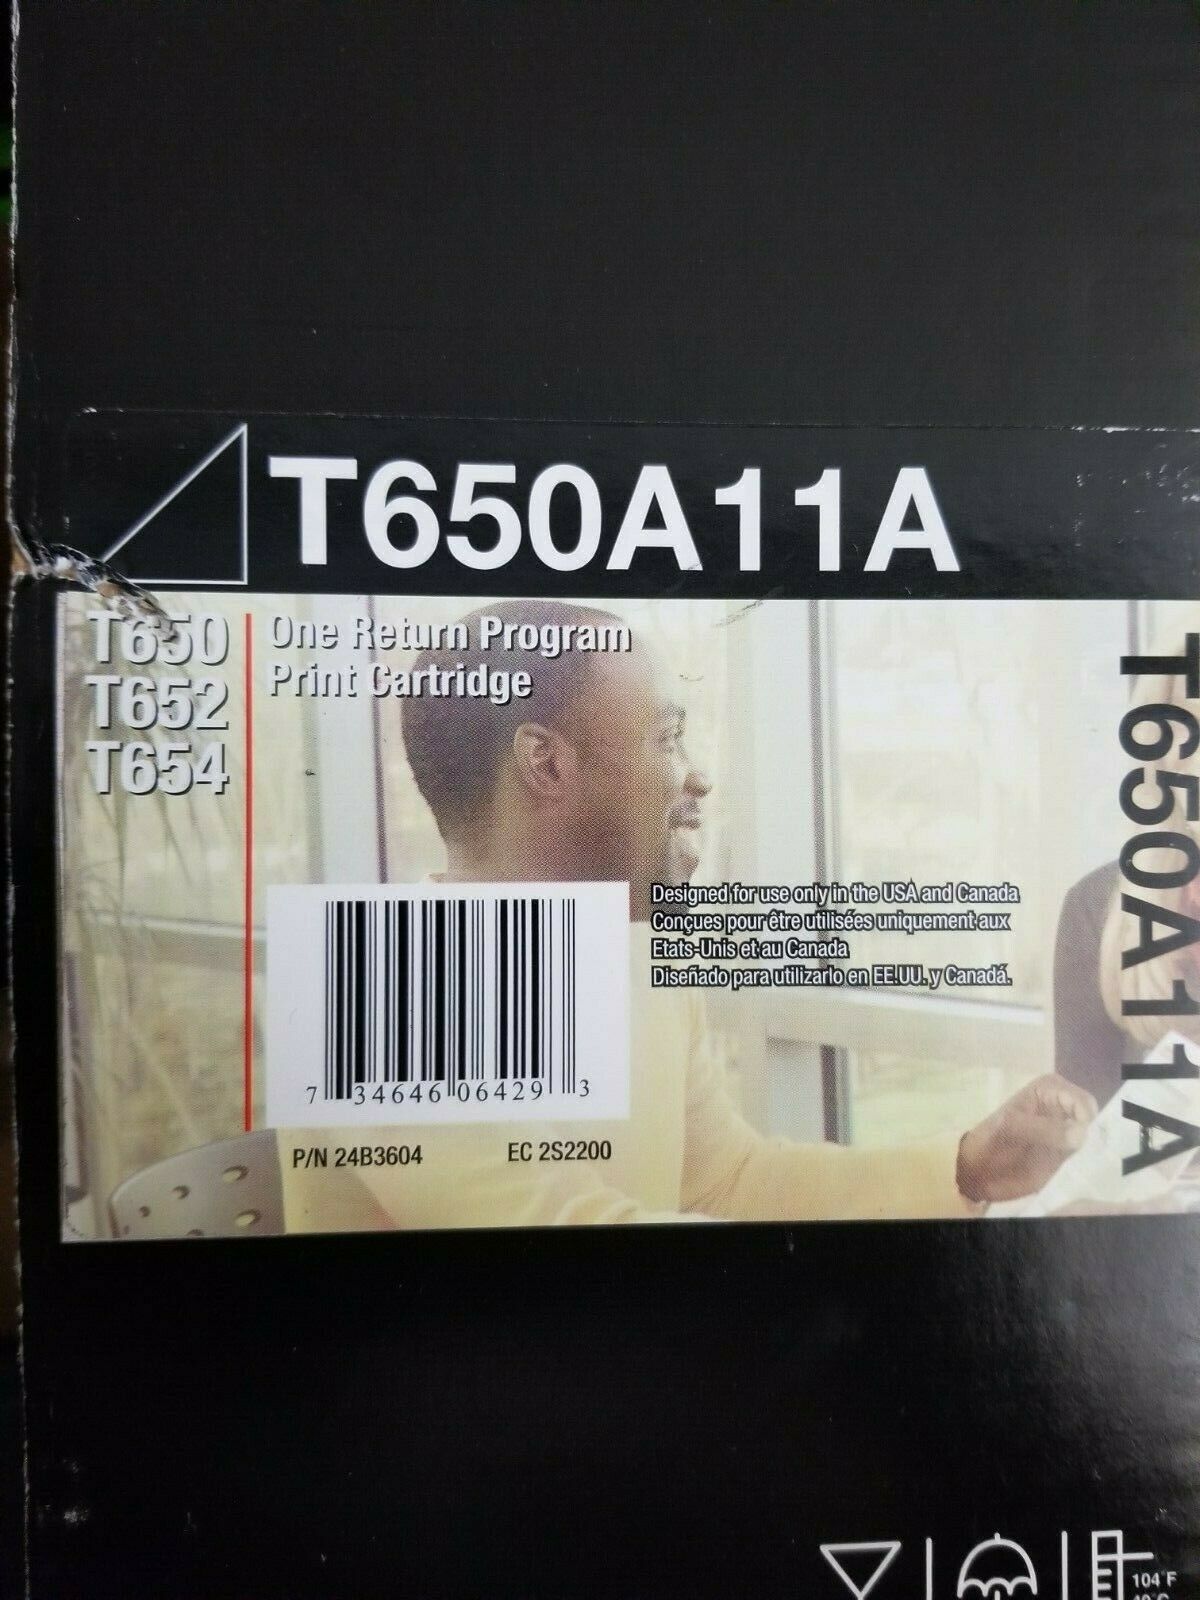 T650A11A
T650
T652
T654
One Return Program
Print Cartridge
T650A11A
Designed for use only in the USA and Canada
Conçues pour être utilisées uniquement aux
Etats-Unis et au Canada
Diseñado para utilizarlo en EE.UU. y Canadá.
7 34646 06429 3
P/N 24B3604 EC 2S2200
104°F